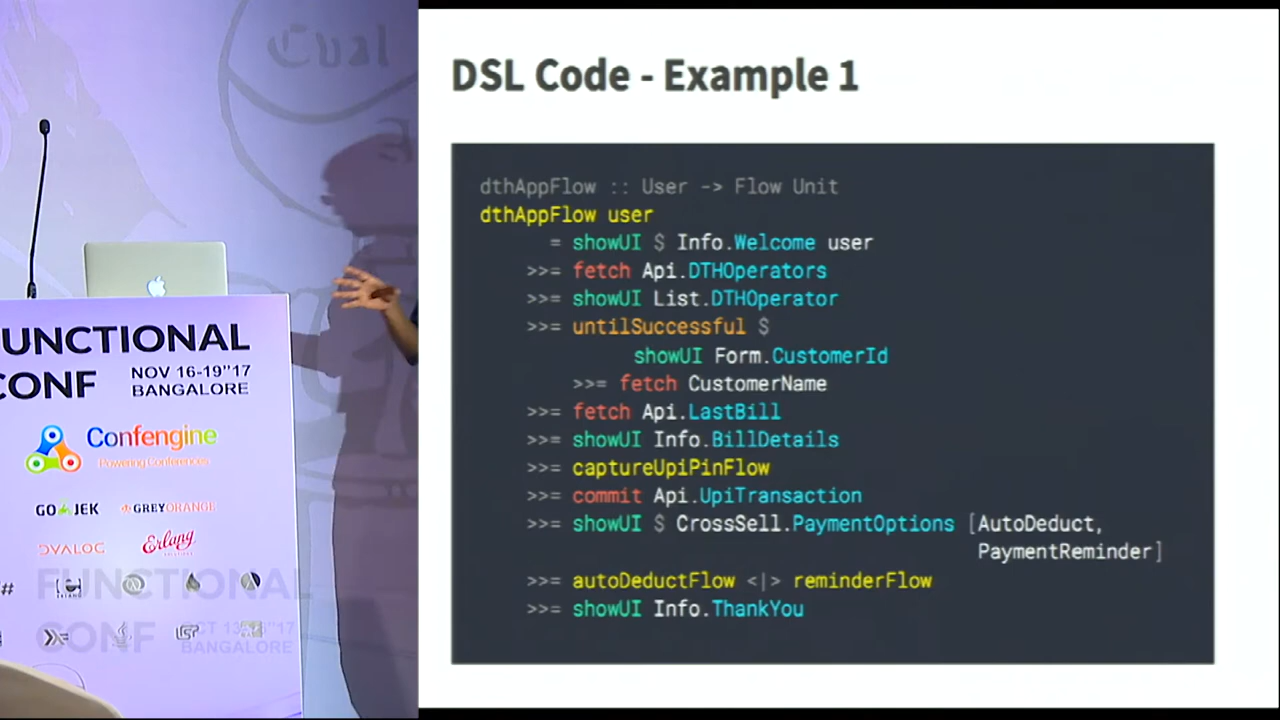 DSL Code - Example 1
dthAppFlow :: User -> Flow Unit
dthAppFlow user
= showUI $ Info.Welcome user
>>= fetch Api.DTHOperators
>>= showUI List.DTHOperator
>>= untilSuccessful $
showUI Form.CustomerId
>>= fetch CustomerName
>>= fetch Api.LastBill
>>= showUI Info.BillDetails
>>= captureUpiPinFlow
>>= commit Api.UpiTransaction
>>= showUI $ CrossSell.PaymentOptions [AutoDeduct,
PaymentReminder]
>>= autoDeductFlow <|> reminderFlow
>>= showUI Info.ThankYou
UNCTIONAL
CONF
NOV 16-19"17
BANGALORE
Confengine
Powering Conferences
GO JEK
GREYORANGE
DYALOC
Erlang
FUNCTIONAL
CONF
BANGALORE